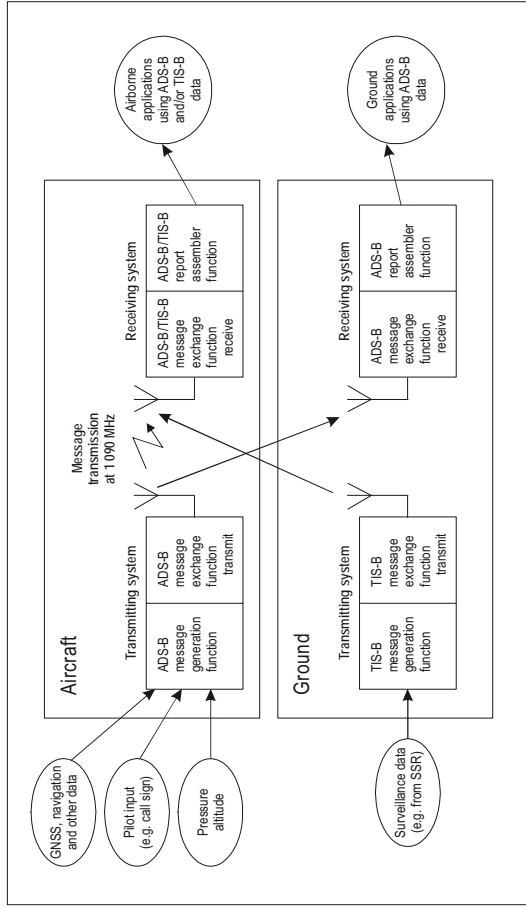 Aircraft
GNSS, navigation
and other data
Pilot input
(e.g. call sign)
Pressure
altitude
Transmitting system
ADS-B
message
generation
function
ADS-B
message
exchange
function
transmit
Message
transmission
at 1 090 MHz
Receiving system
ADS-B/TIS-B
message
exchange
function
receive
ADS-B/TIS-B
report
assembler
function
Airborne
applications
using ADS-B
and/or TIS-B
data
Ground
Surveillance data
(e.g. from SSR)
Transmitting system
TIS-B
message
generation
function
TIS-B
message
exchange
function
transmit
Receiving system
ADS-B
message
exchange
function
receive
ADS-B
report
assembler
function
Ground
applications
using ADS-B
data